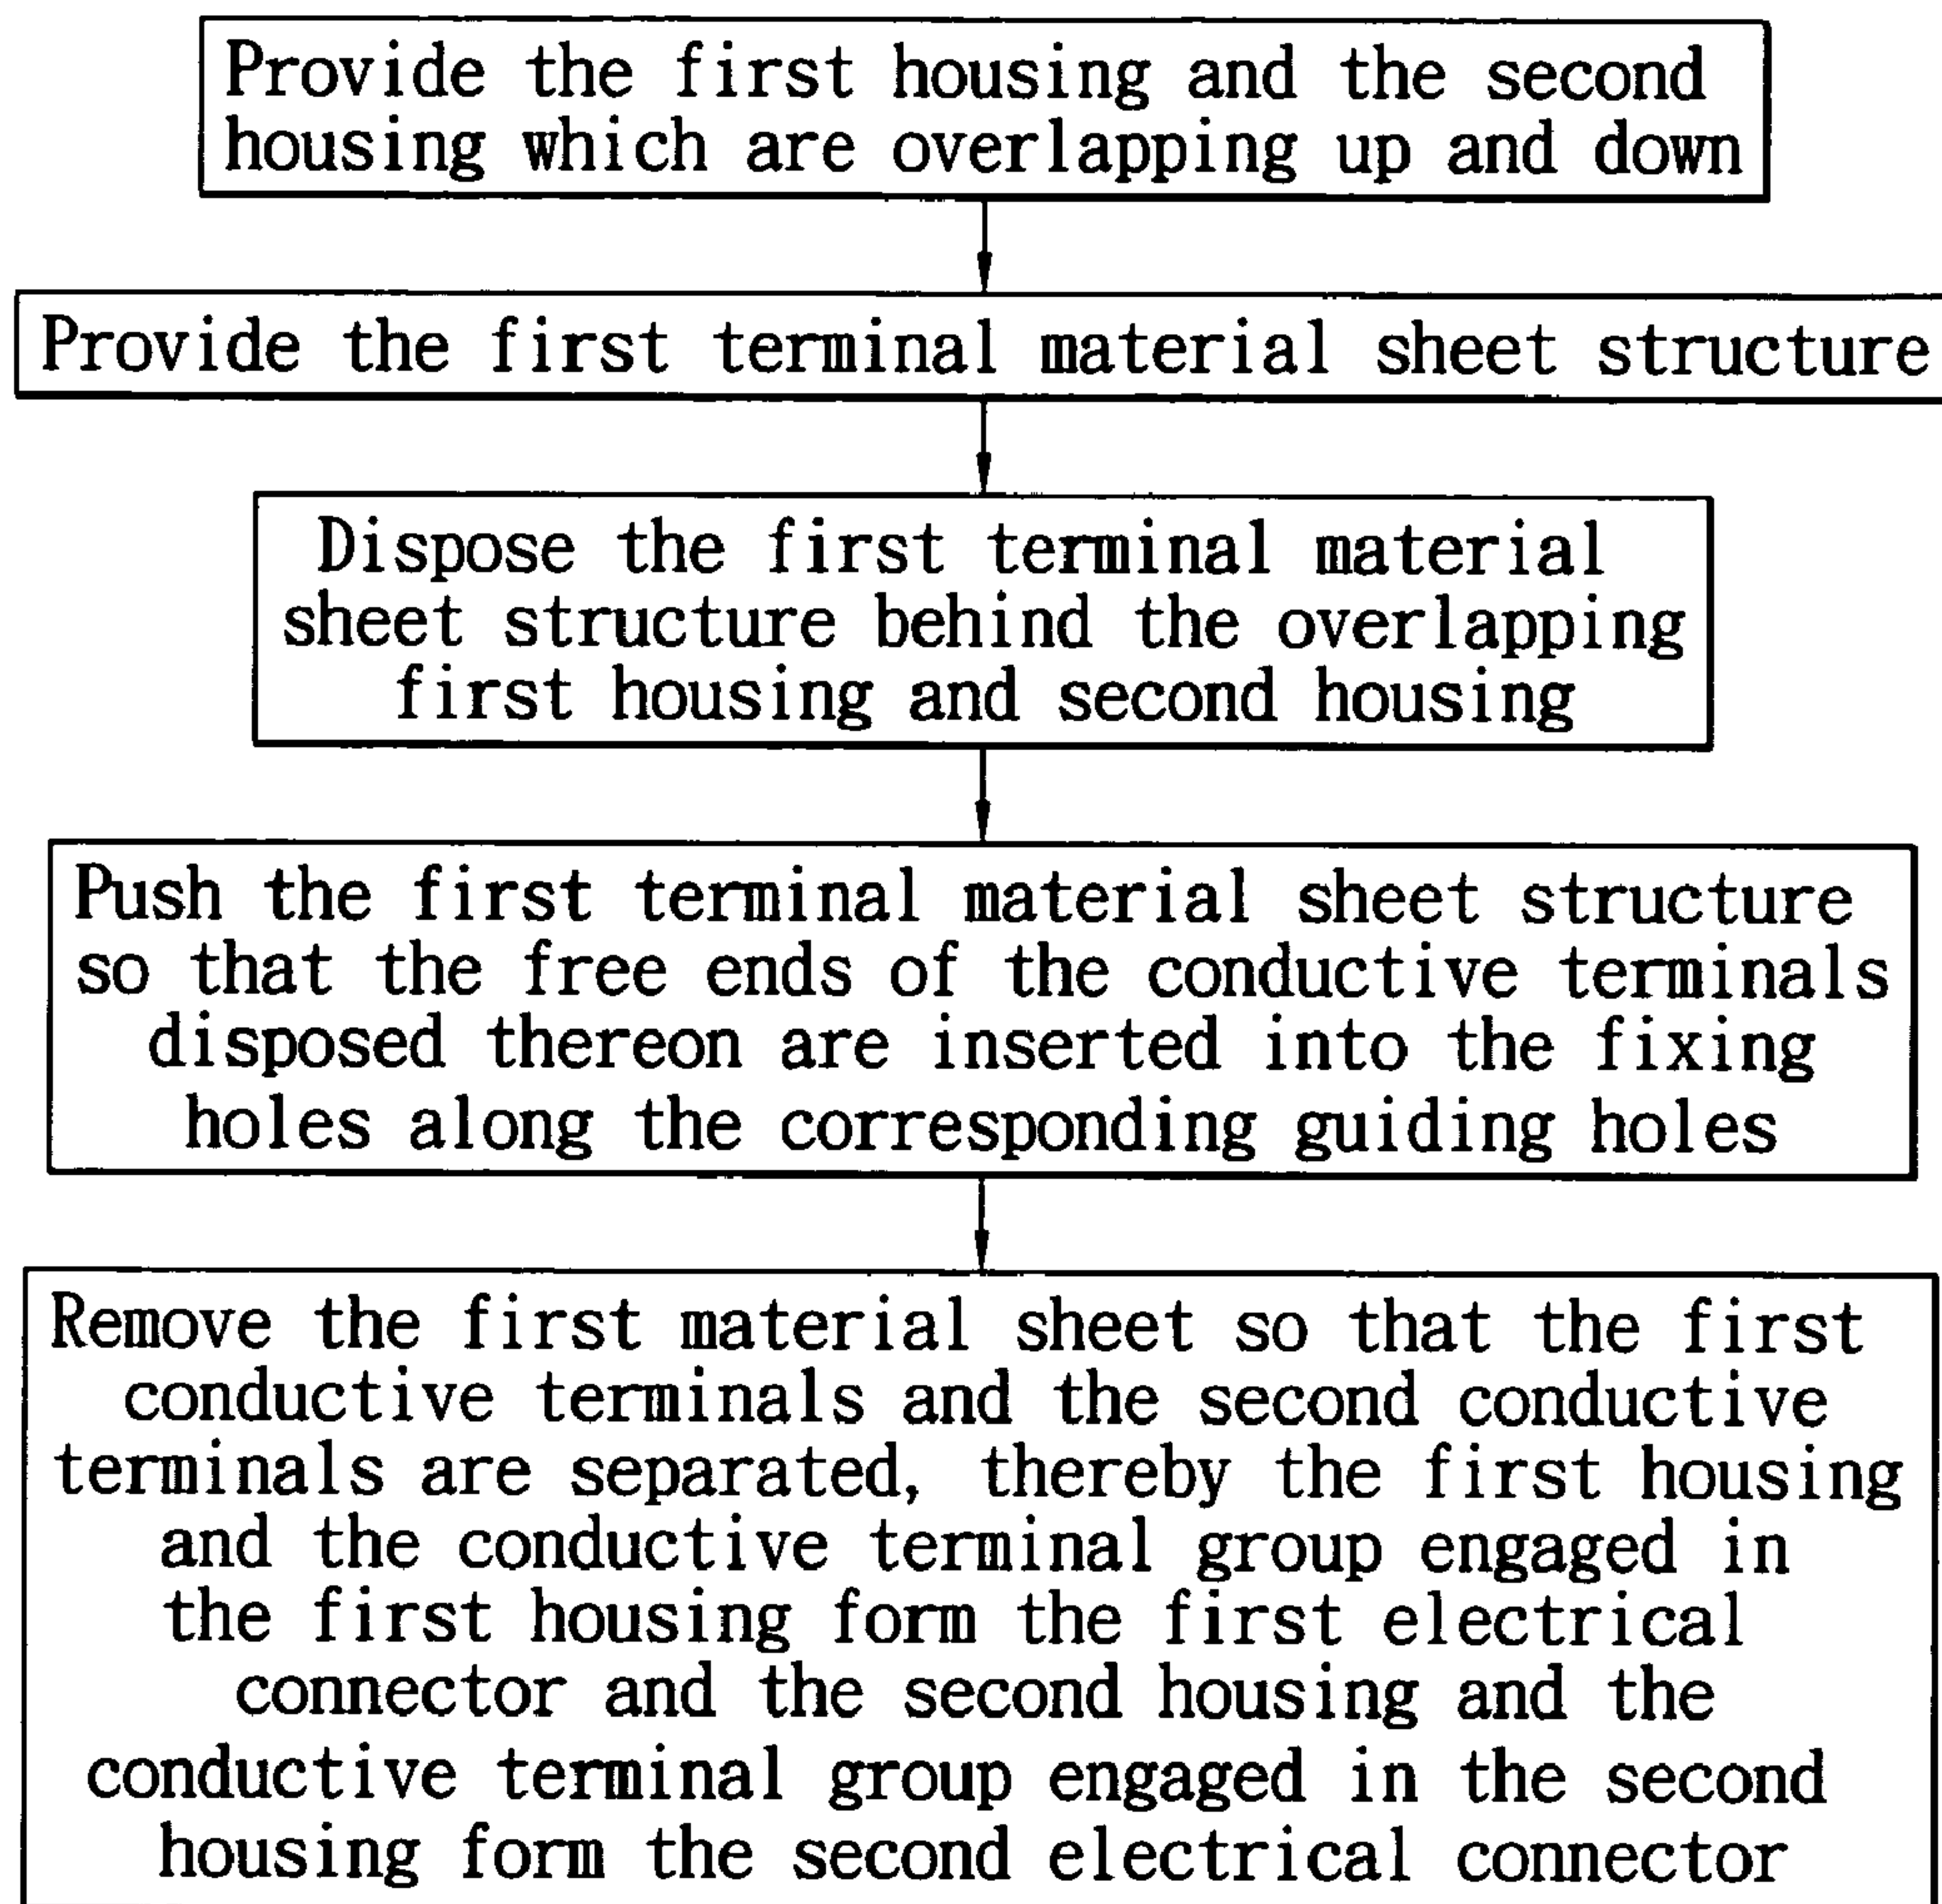 Provide the first housing and the second
housing which are overlapping up and down
Provide the first terminal material sheet structure
Dispose the first terminal material
sheet structure behind the overlapping
first housing and second housing
Push the first terminal material sheet structure
so that the free ends of the conductive terminals
disposed thereon are inserted into the fixing
holes along the corresponding guiding holes
Remove the first material sheet so that the first
conductive terminals and the second conductive
terminals are separated, thereby the first housing
and the conductive terminal group engaged in
the first housing form the first electrical
connector and the second housing and the
conductive terminal group engaged in the second
housing form the second electrical connector